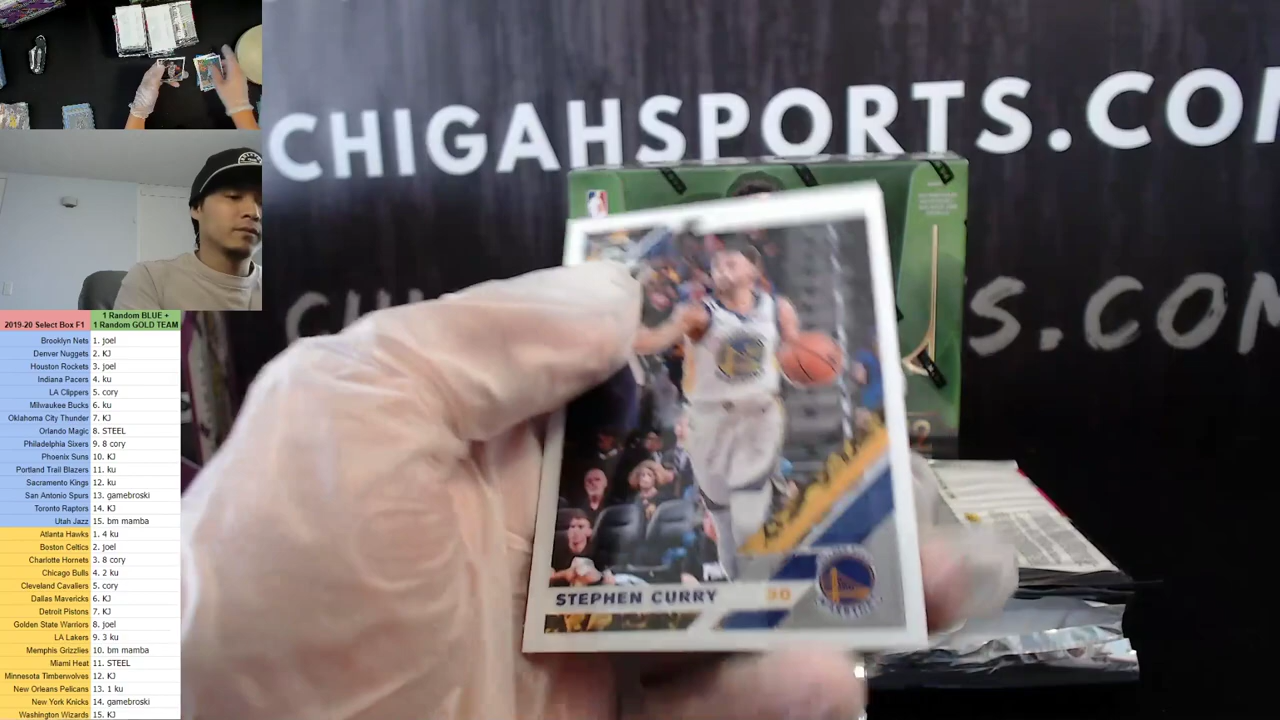 CHIGAHSPORTS.COM
CHI
S.COM
STEPHEN CURRY 30
2019-20 Select Box F1
1 Random BLUE +
1 Random GOLD TEAM
Brooklyn Nets 1. joel
Denver Nuggets 2. KJ
Houston Rockets 3. joel
Indiana Pacers 4. ku
LA Clippers 5. cory
Milwaukee Bucks 6. ku
Oklahoma City Thunder 7. KJ
Orlando Magic 8. STEEL
Philadelphia Sixers 9. 8 cory
Phoenix Suns 10. KJ
Portland Trail Blazers 11. ku
Sacramento Kings 12. ku
San Antonio Spurs 13. gamebroski
Toronto Raptors 14. KJ
Utah Jazz 15. bm mamba
Atlanta Hawks 1. 4 ku
Boston Celtics 2. joel
Charlotte Hornets 3. 8 cory
Chicago Bulls 4. 2 ku
Cleveland Cavaliers 5. cory
Dallas Mavericks 6. KJ
Detroit Pistons 7. KJ
Golden State Warriors 8. joel
LA Lakers 9. 3 ku
Memphis Grizzlies 10. bm mamba
Miami Heat 11. STEEL
Minnesota Timberwolves 12. KJ
New Orleans Pelicans 13. 1 ku
New York Knicks 14. gamebroski
Washington Wizards 15. KJ